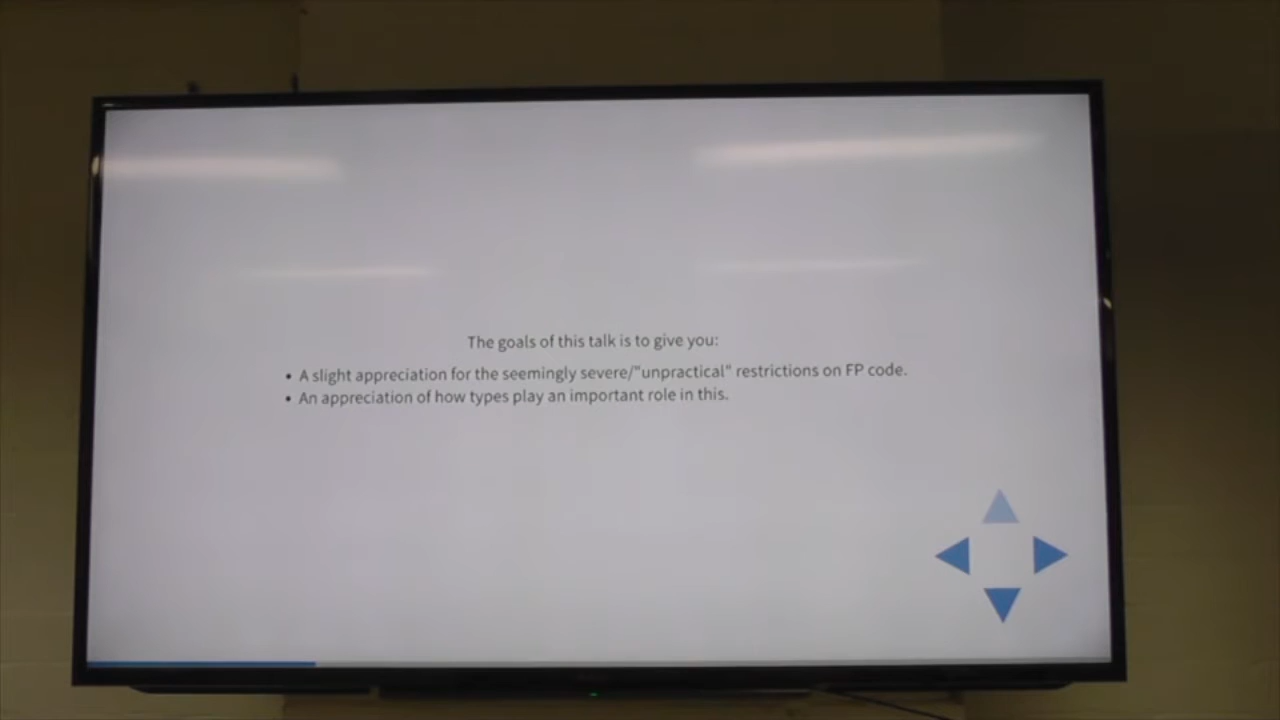 The goals of this talk is to give you:
• A slight appreciation for the seemingly severe/"unpractical" restrictions on FP code.
• An appreciation of how types play an important role in this.